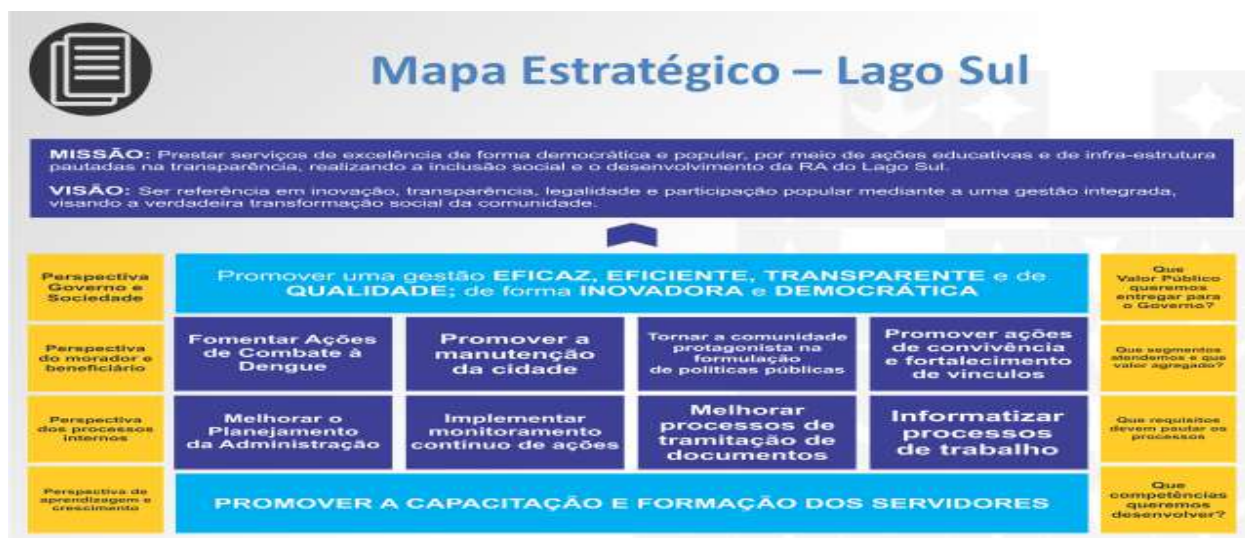 Mapa Estratégico – Lago Sul
MISSÃO: Prestar serviços de excelência de forma democrática e popular, por meio de ações educativas e de infra-estrutura
pautadas na transparência, realizando a inclusão social e o desenvolvimento da RA do Lago Sul.
VISÃO: Ser referência em inovação, transparência, legalidade e participação popular mediante a uma gestão integrada,
visando a verdadeira transformação social da comunidade.
Perspectiva
Governo e
Sociedade
Promover uma gestão EFICAZ, EFICIENTE, TRANSPARENTE e de
QUALIDADE; de forma INOVADORA e DEMOCRÁTICA
Que
Valor Público
queremos
entregar para
o Governo?
Perspectiva
do morador e
beneficiário
Fomentar Ações
de Combate à
Dengue
Promover a
manutenção
da cidade
Tornar a comunidade
protagonista na
formulação
de políticas públicas
Promover ações
de convivência
e fortalecimento
de vínculos
Que segmentos
atendemos e que
valor agregado?
Perspectiva
dos processos
internos
Melhorar o
Planejamento
da Administração
Implementar
monitoramento
contínuo de ações
Melhorar
processos de
tramitação de
documentos
Informatizar
processos
de trabalho
Que requisitos
devem pautar os
processos
Perspectiva de
aprendizagem e
crescimento
PROMOVER A CAPACITAÇÃO E FORMAÇÃO DOS SERVIDORES
Que
competências
queremos
desenvolver?